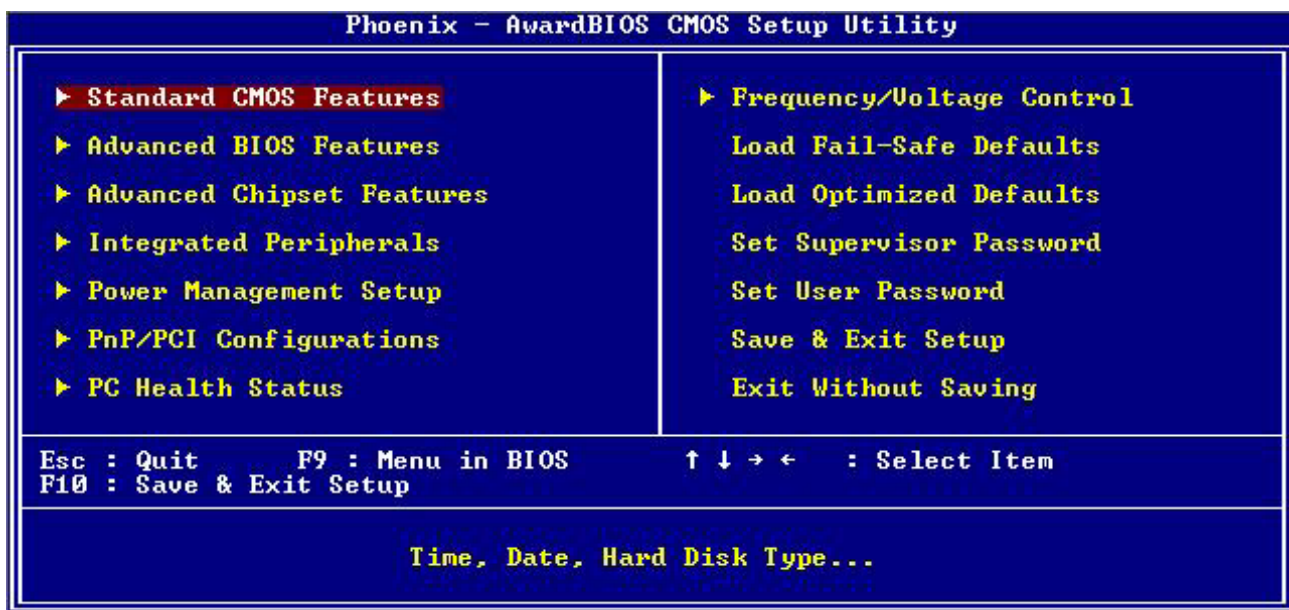 Phoenix - AwardBIOS CMOS Setup Utility
▶ Standard CMOS Features
▶ Advanced BIOS Features
▶ Advanced Chipset Features
▶ Integrated Peripherals
▶ Power Management Setup
▶ PnP/PCI Configurations
▶ PC Health Status
▶ Frequency/Voltage Control
Load Fail-Safe Defaults
Load Optimized Defaults
Set Supervisor Password
Set User Password
Save & Exit Setup
Exit Without Saving
Esc : Quit F9 : Menu in BIOS ↑ ↓ → ← : Select Item
F10 : Save & Exit Setup
Time, Date, Hard Disk Type...